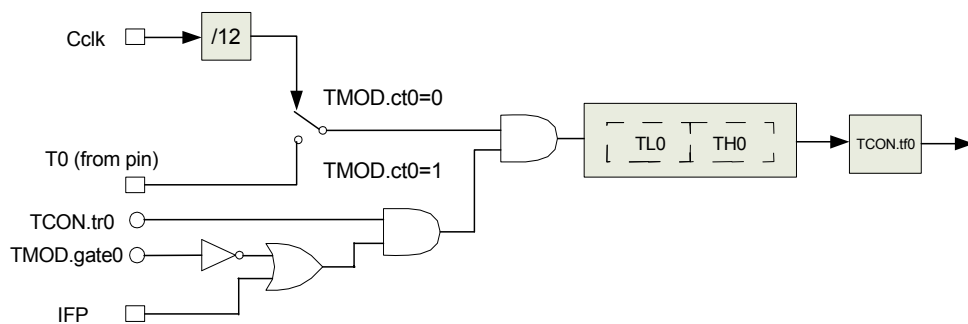 Cclk
/12
TMOD.ct0=0
T0 (from pin)
TMOD.ct0=1
TL0
TH0
TCON.tf0
TCON.tr0
TMOD.gate0
IFP